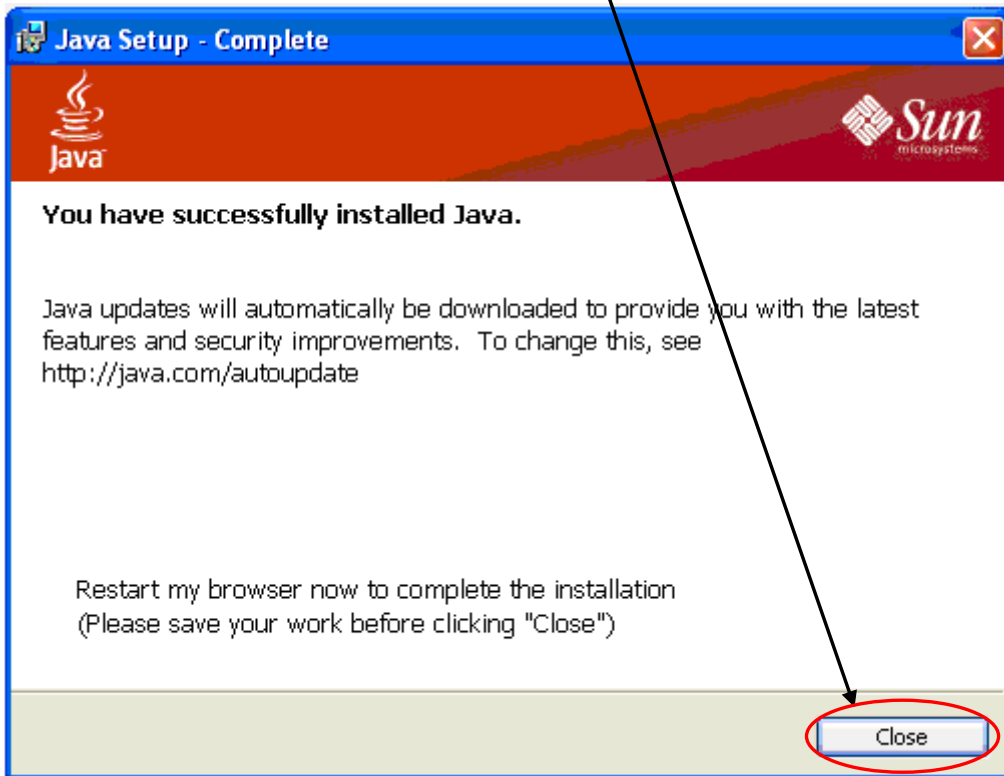 Java Setup - Complete
Java
Sun
microsystems
You have successfully installed Java.
Java updates will automatically be downloaded to provide you with the latest
features and security improvements.  To change this, see
http://java.com/autoupdate
Restart my browser now to complete the installation
(Please save your work before clicking "Close")
Close